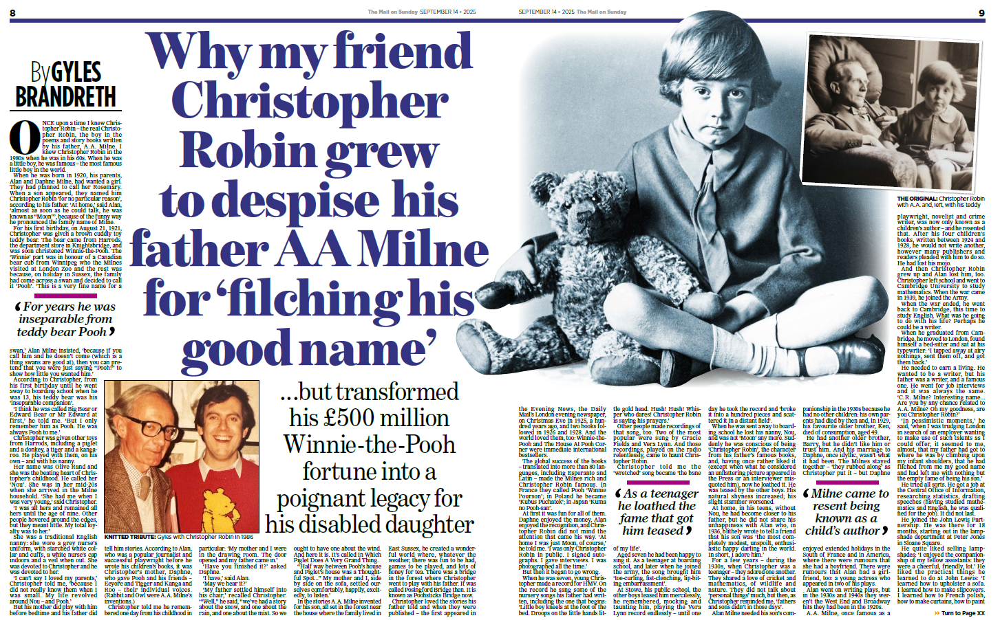 8
The Mail on Sunday SEPTEMBER 14 • 2025
SEPTEMBER 14 • 2025 The Mail on Sunday
9
By GYLES
BRANDRETH
Why my friend
Christopher
Robin grew
to despise his
father AA Milne
for ‘filching his
good name’
...but transformed
his £500 million
Winnie-the-Pooh
fortune into a
poignant legacy for
his disabled daughter
ONCE upon a time I knew Chris-
topher Robin – the real Christo-
pher Robin, the boy in the
poems and story books written
by his father, A.A. Milne. I
knew Christopher Robin in the
1980s when he was in his 60s. When he was
a little boy, he was famous – the most famous
little boy in the world.
When he was born in 1920, his parents,
Alan and Daphne Milne, had wanted a girl.
They had planned to call her Rosemary.
When a son appeared, they named him
Christopher Robin ‘for no particular reason’,
according to his father. ‘At home,’ said Alan,
‘almost as soon as he could talk, he was
known as “Moon”’, because of the funny way
he pronounced the family name of Milne.
For his first birthday, on August 21, 1921,
Christopher was given a brown cuddly toy
teddy bear. The bear came from Harrods,
the department store in Knightsbridge, and
was soon christened Winnie-the-Pooh. The
‘Winnie’ part was in honour of a Canadian
bear cub from Winnipeg who the Milnes
visited at London Zoo and the rest was
because, on holiday in Sussex, the family
had come across a swan and decided to call
it ‘Pooh’. ‘This is a very fine name for a
‘For years he was
inseparable from
teddy bear Pooh’
swan,’ Alan Milne insisted, ‘because if you
call him and he doesn’t come (which is a
thing swans are good at), then you can pre-
tend that you were just saying “Pooh!” to
show how little you wanted him.’
According to Christopher, from
his first birthday until he went
away to boarding school when he
was 13, his teddy bear was his
‘inseparable companion’.
‘I think he was called Big Bear or
Edward Bear or Mr Edward at
first,’ he told me. ‘But I only
remember him as Pooh. He was
always Pooh to me.’
Christopher was given other toys
from Harrods, including a piglet
and a donkey, a tiger and a kanga-
roo. He played with them, on his
own – and with his nanny.
Her name was Olive Rand and
she was the beating heart of Chris-
topher’s childhood. He called her
‘Nou’. She was in her mid-20s
when she arrived in the Milne
household. ‘She had me when I
was very young,’ said Christopher.
‘I was all hers and remained all
hers until the age of nine. Other
people hovered around the edges,
but they meant little. My total loy-
alty was to her.’
She was a traditional English
nanny: she wore a grey nurse’s
uniform, with starched white col-
lar and cuffs, a white nurse’s cap
indoors and a veil when out. She
was devoted to Christopher and he
was devoted to her.
‘I can’t say I loved my parents,’
Christopher told me, ‘because I
did not really know them when I
was small. My life revolved
around Nou – and Pooh.’
But his mother did play with him
before bedtime and his father did
KNITTED TRIBUTE: Gyles with Christopher Robin in 1986
tell him stories. According to Alan,
who was a popular journalist and
successful playwright before he
wrote his children’s books, it was
Christopher’s mother, Daphne,
who gave Pooh and his friends –
Eeyore and Tigger and Kanga and
Roo – their individual voices.
(Rabbit and Owl were A.A. Milne’s
inventions.)
Christopher told me he remem-
bered one day from his childhood in
particular: ‘My mother and I were
in the drawing room. The door
opened and my father came in.’
‘Have you finished it?’ asked
Daphne.
‘I have,’ said Alan.
‘May we hear it?’
‘My father settled himself into
his chair,’ recalled Christopher.
‘“Well,” he said, “we’ve had a story
about the snow, and one about the
rain, and one about the mist. So we
ought to have one about the wind.
And here it is. It’s called In Which
Piglet Does A Very Grand Thing.
‘“Half way between Pooh’s house
and Piglet’s house was a Thought-
ful Spot...” My mother and I, side
by side on the sofa, settled our-
selves comfortably, happily, excit-
edly, to listen.’
In the stories A.A. Milne invented
for his son, all set in the forest near
the house where the family lived in
East Sussex, he created a wonder-
ful world where, whatever the
weather, there was fun to be had,
games to be played, and lots of
honey for tea. There was a bridge
in the forest where Christopher
went to play with his father. It was
called Posingford Bridge then. It is
known as Poohsticks Bridge now.
Christopher loved the stories his
father told and when they were
published – the first appeared in
the Evening News, the Daily
Mail’s London evening newspaper,
on Christmas Eve in 1925, a hun-
dred years ago, and two books fol-
lowed in 1926 and 1928. And the
world loved them, too: Winnie-the-
Pooh and The House At Pooh Cor-
ner were immediate international
bestsellers.
The global success of the books
– translated into more than 80 lan-
guages, including Esperanto and
Latin – made the Milnes rich and
Christopher Robin famous. In
France they called Pooh ‘Winnie
l’ourson’; in Poland he became
‘Kubus Puchatek’; in Japan ‘Kuma
no Pooh-san’.
At first it was fun for all of them.
Daphne enjoyed the money, Alan
enjoyed the recognition, and Chris-
topher Robin did not mind the
attention that came his way. ‘At
home I was just Moon, of course,’
he told me. ‘I was only Christopher
Robin in public. I signed auto-
graphs. I gave interviews. I was
photographed all the time.’
But then it began to go wrong.
When he was seven, young Chris-
topher made a record for HMV. On
the record he sang some of the
nursery songs his father had writ-
ten, including the one that begins:
‘Little boy kneels at the foot of the
bed. Droops on the little hands lit-
tle gold head. Hush! Hush! Whis-
per who dares! Christopher Robin
is saying his prayers.’
Other people made recordings of
that song, too. Two of the most
popular were sung by Gracie
Fields and Vera Lynn. And those
recordings, played on the radio
relentlessly, came to haunt Chris-
topher Robin.
Christopher told me the
‘wretched’ song became ‘the bane
‘As a teenager
he loathed the
fame that got
him teased’
of my life’.
Aged seven he had been happy to
sing it. As a teenager at boarding
school, and later when he joined
the army, the song brought him
‘toe-curling, fist-clenching, lip-bit-
ing embarrassment’.
At Stowe, his public school, the
other boys teased him mercilessly,
he remembered, mocking and
taunting him, playing the Vera
Lynn record endlessly – until one
day he took the record and ‘broke
it into a hundred pieces and scat-
tered it in a distant field’.
When he was sent away to board-
ing school he lost his nanny, Nou,
and was not ‘Moon’ any more. Sud-
denly he was conscious of being
‘Christopher Robin’, the character
from his father’s famous books,
and, having once rather liked it
(except when what he considered
an unflattering picture appeared in
the Press or an interviewer mis-
quoted him), now he loathed it. He
was teased by the other boys. His
natural shyness increased; his
slight stammer worsened.
At home, in his teens, without
Nou, he had become closer to his
father, but he did not share his
unhappiness with Alan who, in
1936, blithely wrote to tell a friend
that his son was ‘the most com-
pletely modest, unspoilt, enthusi-
astic happy darling in the world.
In short, I adore him.’
For a few years – during the
1930s, when Christopher was a
teenager – they adored one another.
They shared a love of cricket and
mathematics, of wildlife and
nature. They did not talk about
‘personal things’ much, but then, as
Christopher reminded me, ‘fathers
and sons didn’t in those days’.
Alan Milne needed his son’s com-
panionship in the 1930s because he
had no other children: his own par-
ents had died by then and, in 1929,
his favourite older brother, Ken,
died of consumption, aged 49.
He had another older brother,
Barry, but he didn’t like him or
trust him. And his marriage to
Daphne, once idyllic, wasn’t what
it had been. The Milnes stayed
together – ‘they rubbed along’ as
Christopher put it – but Daphne
‘Milne came to
resent being
known as a
child’s author’
enjoyed extended holidays in the
South of France and in America,
where there were rumours that
she had a boyfriend. There were
rumours that Alan had a girl-
friend, too: a young actress who
appeared in two of his plays.
Alan went on writing plays, but
in the 1930s and 1940s they wer-
en’t the West End and Broadway
hits they had been in the 1920s.
A.A. Milne, once famous as a
THE ORIGINAL: Christopher Robin
with A.A. and, left, with his teddy
playwright, novelist and crime
writer, was now only known as a
children’s author – and he resented
that. After his four children’s
books, written between 1924 and
1928, he would not write another,
however many publishers and
readers pleaded with him to do so.
He had lost his mojo.
And then Christopher Robin
grew up and Alan lost him, too.
Christopher left school and went to
Cambridge University to study
mathematics. When the war came
in 1939, he joined the Army.
When the war ended, he went
back to Cambridge, this time to
study English. What was he going
to do with his life? Perhaps he
could be a writer.
When he graduated from Cam-
bridge, he moved to London, found
himself a bed-sitter and sat at his
typewriter: ‘I tapped away at airy
nothings, sent them off, and got
them back.’
He needed to earn a living. He
wanted to be a writer, but his
father was a writer, and a famous
one. He went for job interviews
and it was always the same.
‘C.R. Milne? Interesting name...
Are you by any chance related to
A.A. Milne? Oh my goodness, are
you Christopher Robin?’
‘In pessimistic moments,’ he
said, ‘when I was trudging London
in search of an employer wanting
to make use of such talents as I
could offer, it seemed to me,
almost, that my father had got to
where he was by climbing upon
my infant shoulders, that he had
filched from me my good name
and had left me with nothing but
the empty fame of being his son.’
He tried all sorts. He got a job at
the Central Office of Information,
researching statistics, drafting
speeches (having studied mathe-
matics and English, he was quali-
fied for the job). It did not last.
He joined the John Lewis Part-
nership. He was there for 18
months, starting out in the lamp-
shade department at Peter Jones
in Sloane Square.
He quite liked selling lamp-
shades: ‘I enjoyed the companion-
ship of my fellow assistants: they
were a cheerful, friendly, lot.’ He
liked the practical things he
learned to do at John Lewis: ‘I
learned how to upholster a sofa.
I learned how to make slipcovers,
I learned how to French polish,
how to make curtains, how to paint
Turn to Page XX